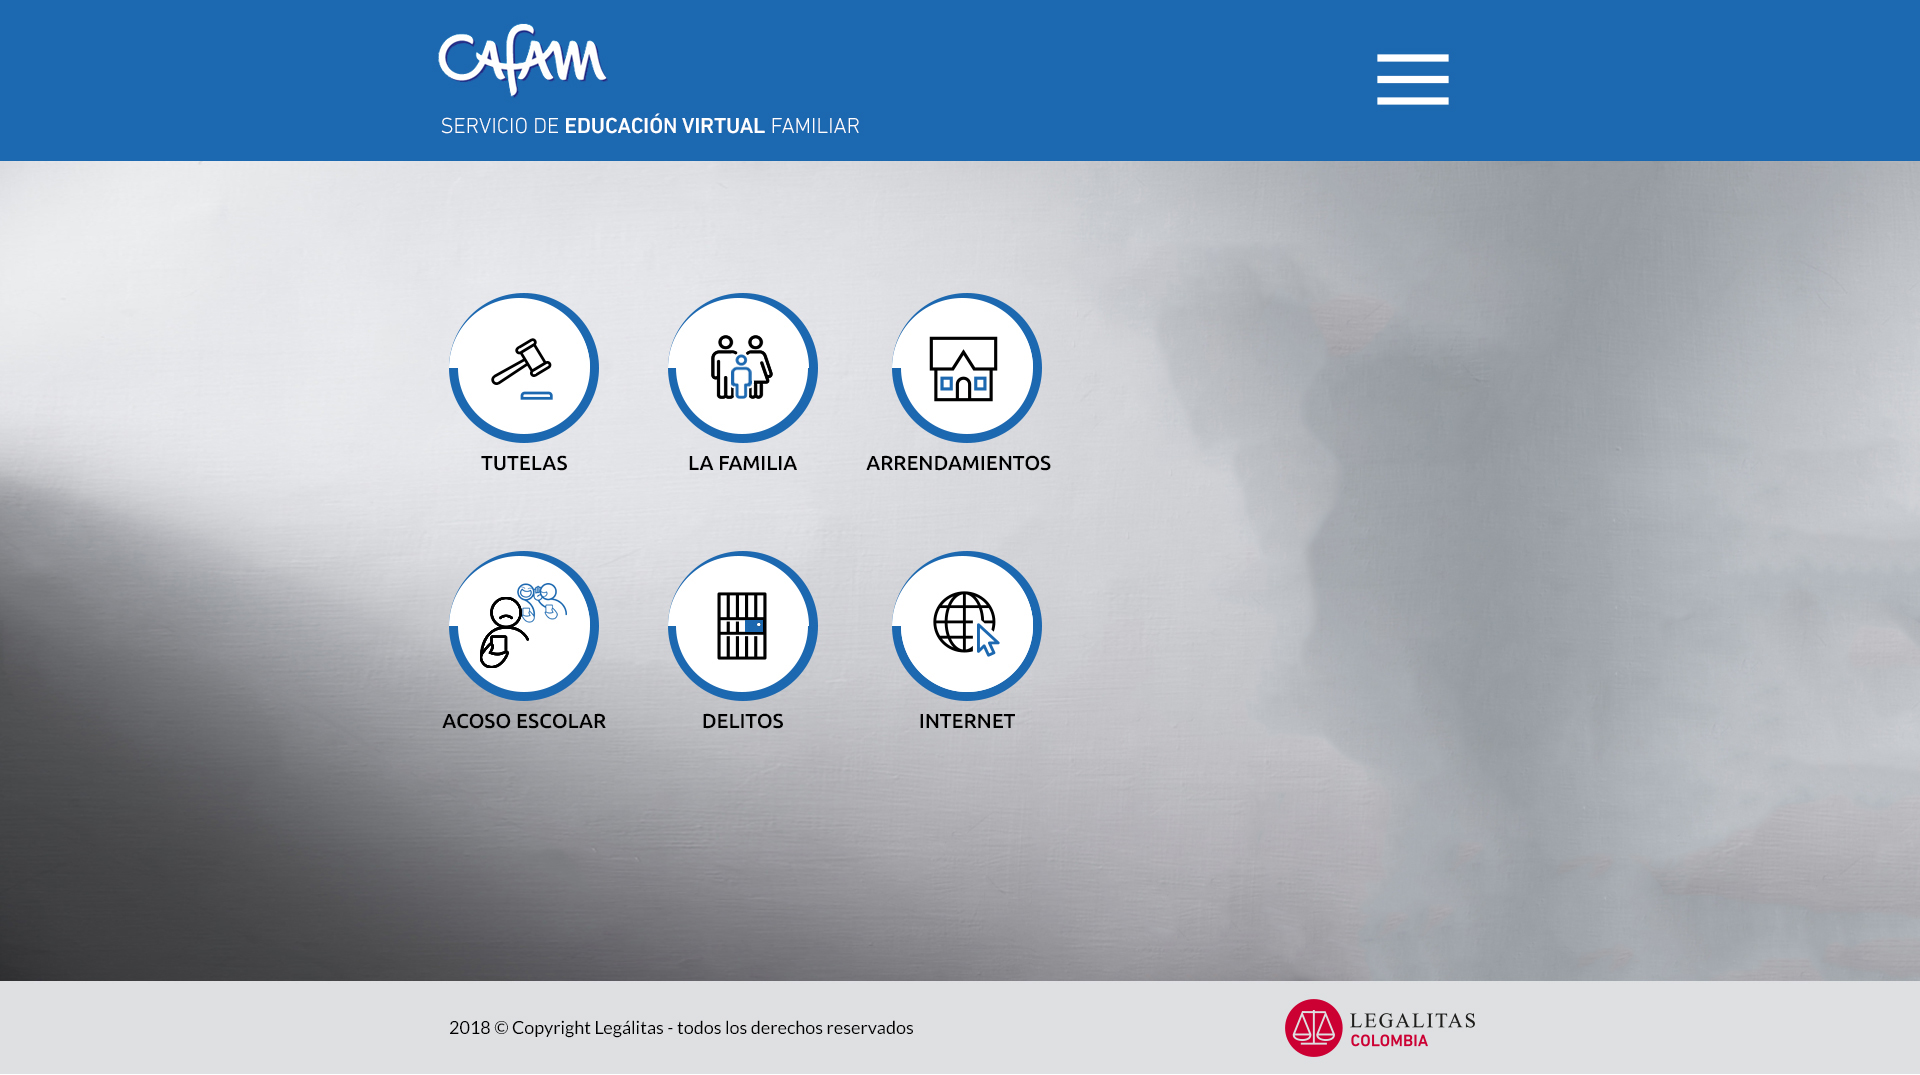 Cafam
SERVICIO DE EDUCACIÓN VIRTUAL FAMILIAR
TUTELAS
LA FAMILIA
ARRENDAMIENTOS
ACOSO ESCOLAR
DELITOS
INTERNET
2018 © Copyright Legálitas - todos los derechos reservados
LEGALITAS
COLOMBIA